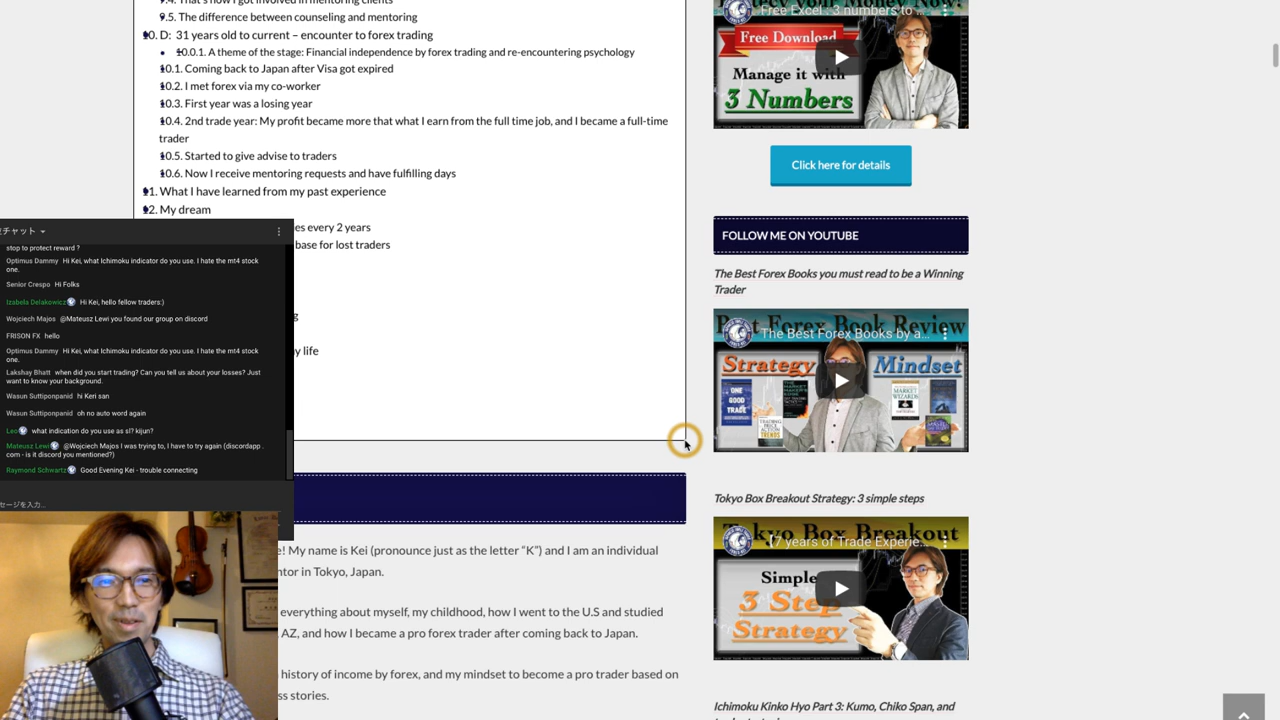 9.4. That's how I got involved in mentoring clients
9.5. The difference between counseling and mentoring
10. D: 31 years old to current – encounter to forex trading
10.0.1. A theme of the stage: Financial independence by forex trading and re-encountering psychology
10.1. Coming back to Japan after Visa got expired
10.2. I met forex via my co-worker
10.3. First year was a losing year
10.4. 2nd trade year: My profit became more that what I earn from the full time job, and I became a full-time
trader
10.5. Started to give advise to traders
10.6. Now I receive mentoring requests and have fulfilling days
11. What I have learned from my past experience
12. My dream
es every 2 years
base for lost traders
g
y life
チャット
stop to protect reward ?
Optimus Dammy Hi Kei, what Ichimoku indicator do you use. I hate the mt4 stock
one.
Senior Crespo Hi Folks
Izabela Delakowicz Hi Kei, hello fellow traders:)
Wojciech Majos @Mateusz Lewi you found our group on discord
FRISON FX hello
Optimus Dammy Hi Kei, what Ichimoku indicator do you use. I hate the mt4 stock
one.
Lakshay Bhatt when did you start trading? Can you tell us about your losses? Just
want to know your background.
Wasun Suttiponpanid hi Keri san
Wasun Suttiponpanid oh no auto word again
Leo what indication do you use as sl? kijun?
Mateusz Lewi @Wojciech Majos I was trying to, I have to try again (discordapp .
com - is it discord you mentioned?)
Raymond Schwartz Good Evening Kei - trouble connecting
セージを入力...
e! My name is Kei (pronounce just as the letter “K”) and I am an individual
ntor in Tokyo, Japan.
everything about myself, my childhood, how I went to the U.S and studied
AZ, and how I became a pro forex trader after coming back to Japan.
history of income by forex, and my mindset to become a pro trader based on
ss stories.
Free Excel : 3 numbers to ...
Free Download
Manage it with
3 Numbers
Click here for details
FOLLOW ME ON YOUTUBE
The Best Forex Books you must read to be a Winning
Trader
The Best Forex Books by a...
Strategy
Mindset
ONE
GOOD
TRADE
TRADING
PRICE ACTION
TRENDS
MARKET
WIZARDS
Tokyo Box Breakout Strategy: 3 simple steps
Tokyo Box Breakout
【7 years of Trade Experie...
Simple
3 Step
Strategy
Ichimoku Kinko Hyo Part 3: Kumo, Chiko Span, and